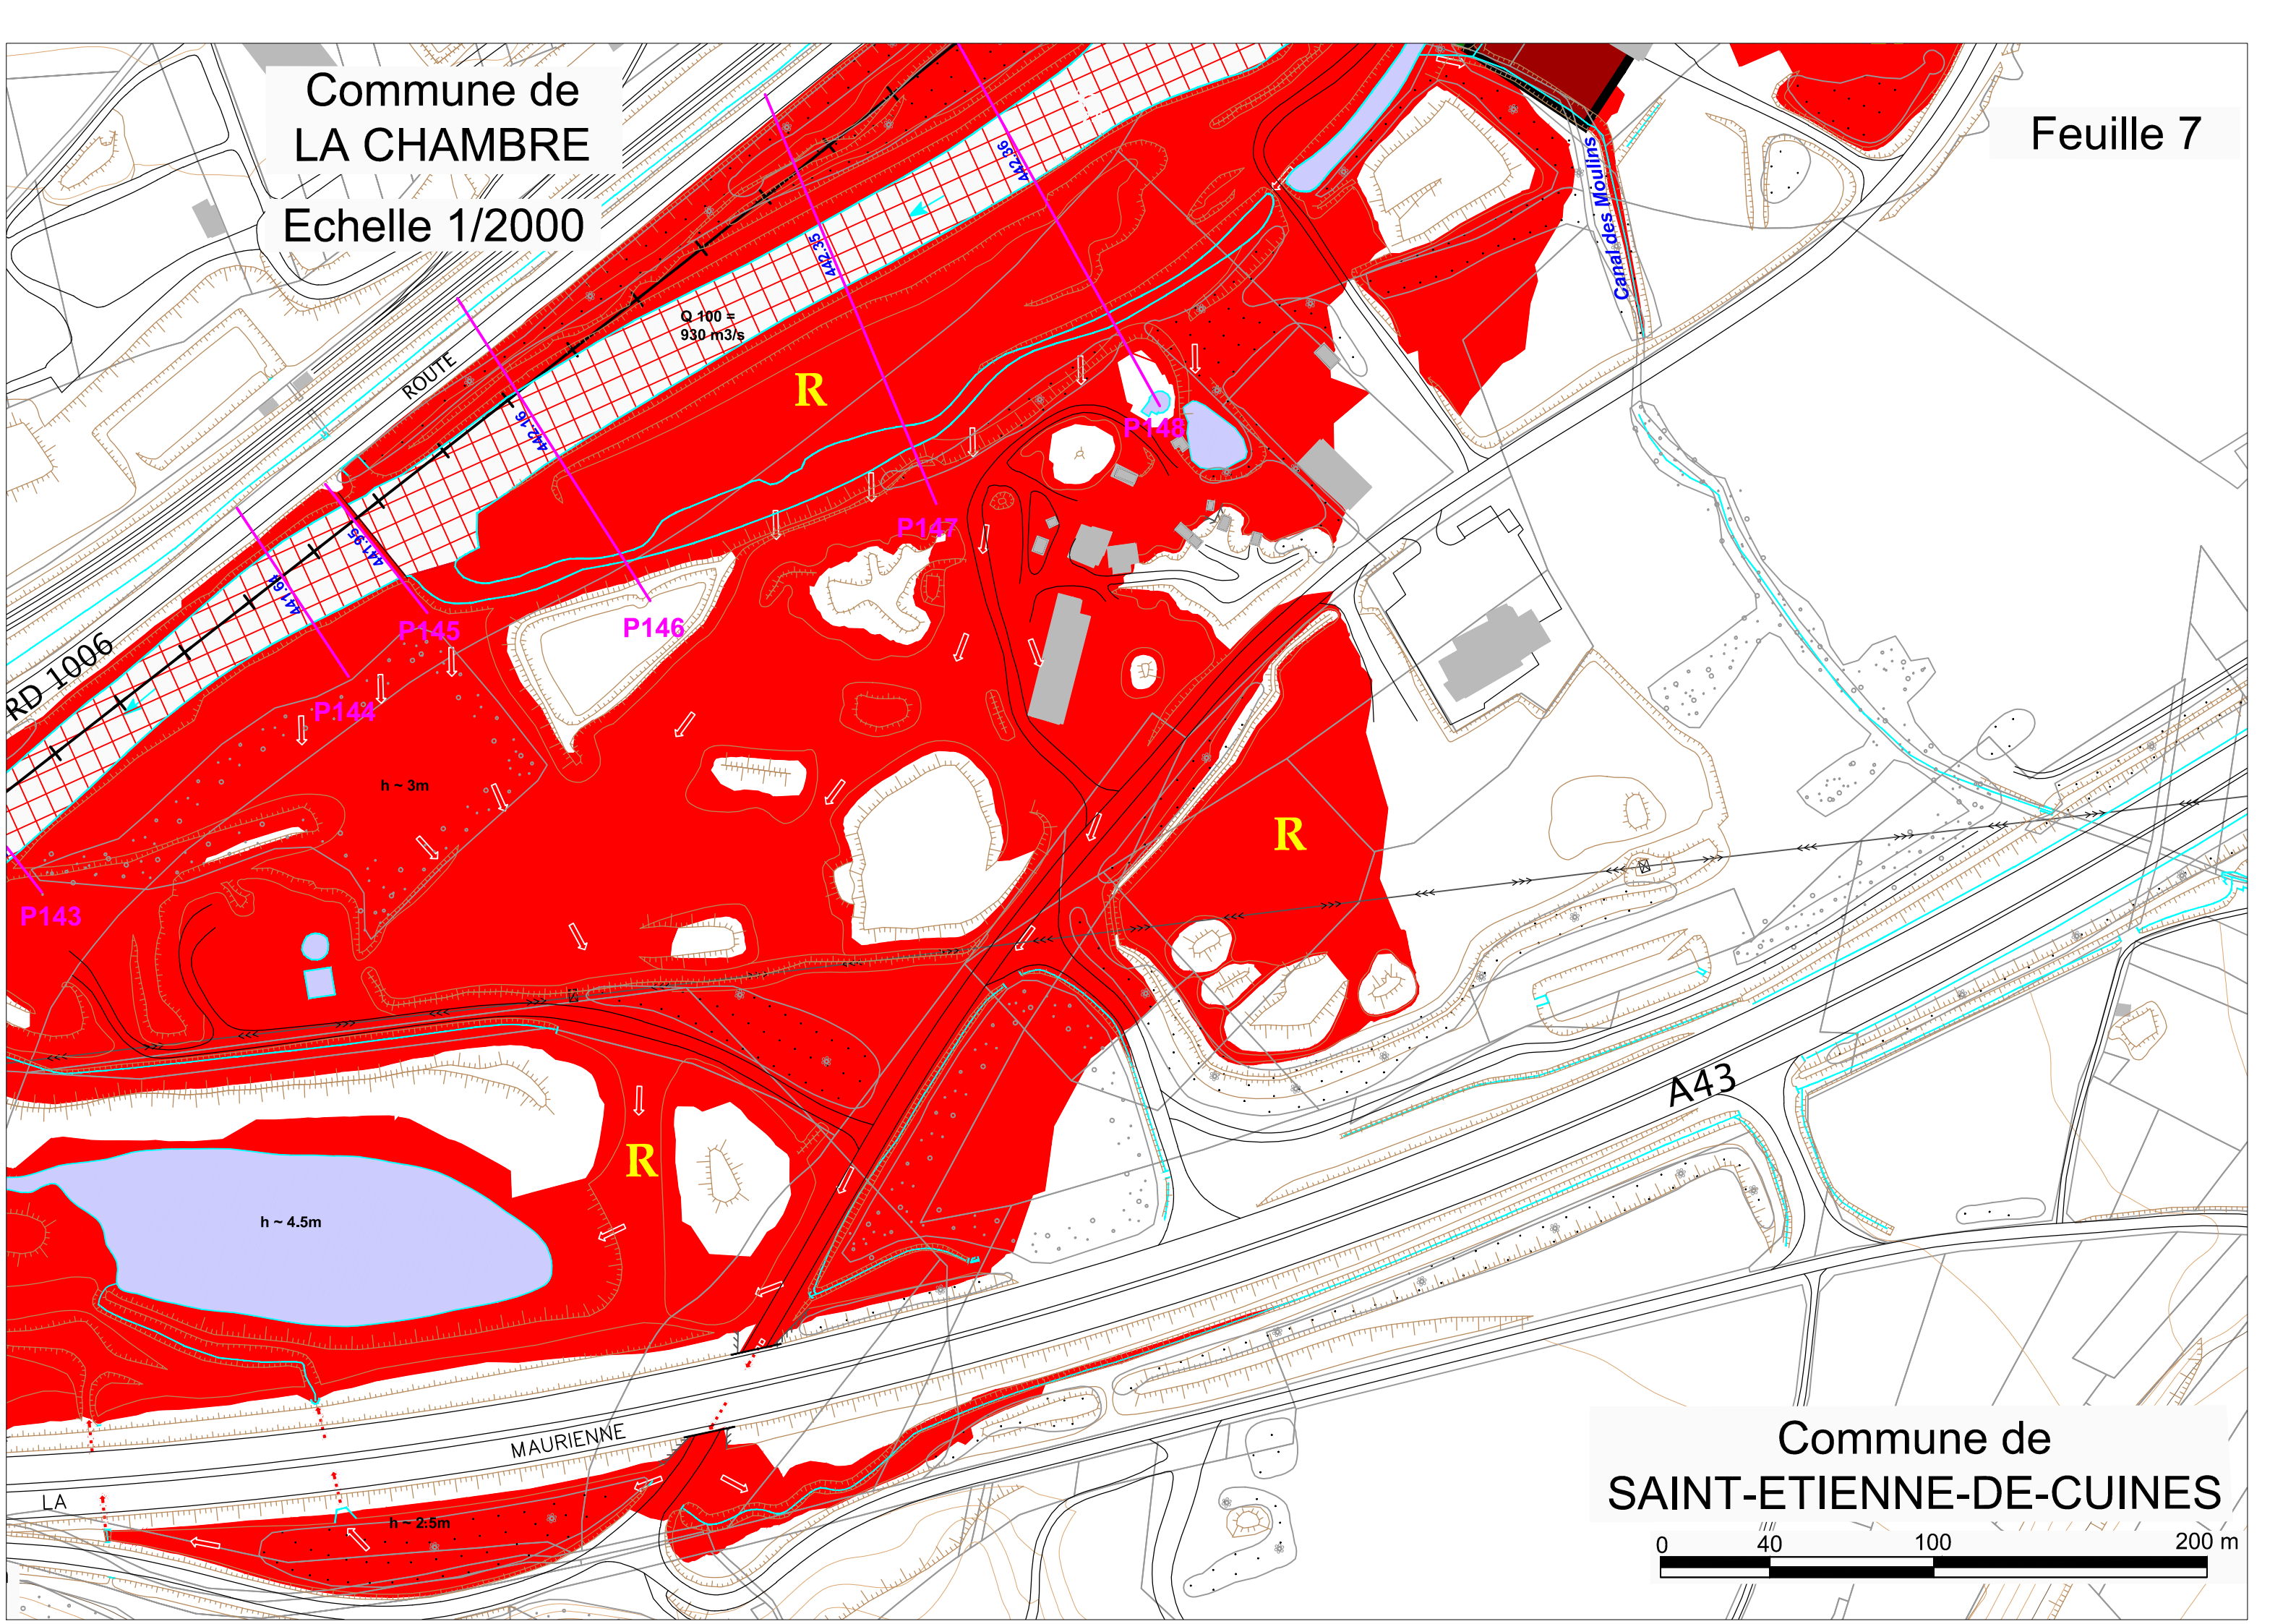 Commune de
LA CHAMBRE
Echelle 1/2000
Feuille 7
Canal des Moulins
442.36
442.35
Q 100 =
930 m3/s
ROUTE
R
442.16
P148
P147
441.95
441.64
P145
P146
RD 1006
P144
h ~ 3m
R
P143
A43
R
h ~ 4.5m
MAURIENNE
LA
h ~ 2.5m
Commune de
SAINT-ETIENNE-DE-CUINES
0 40 100 200 m